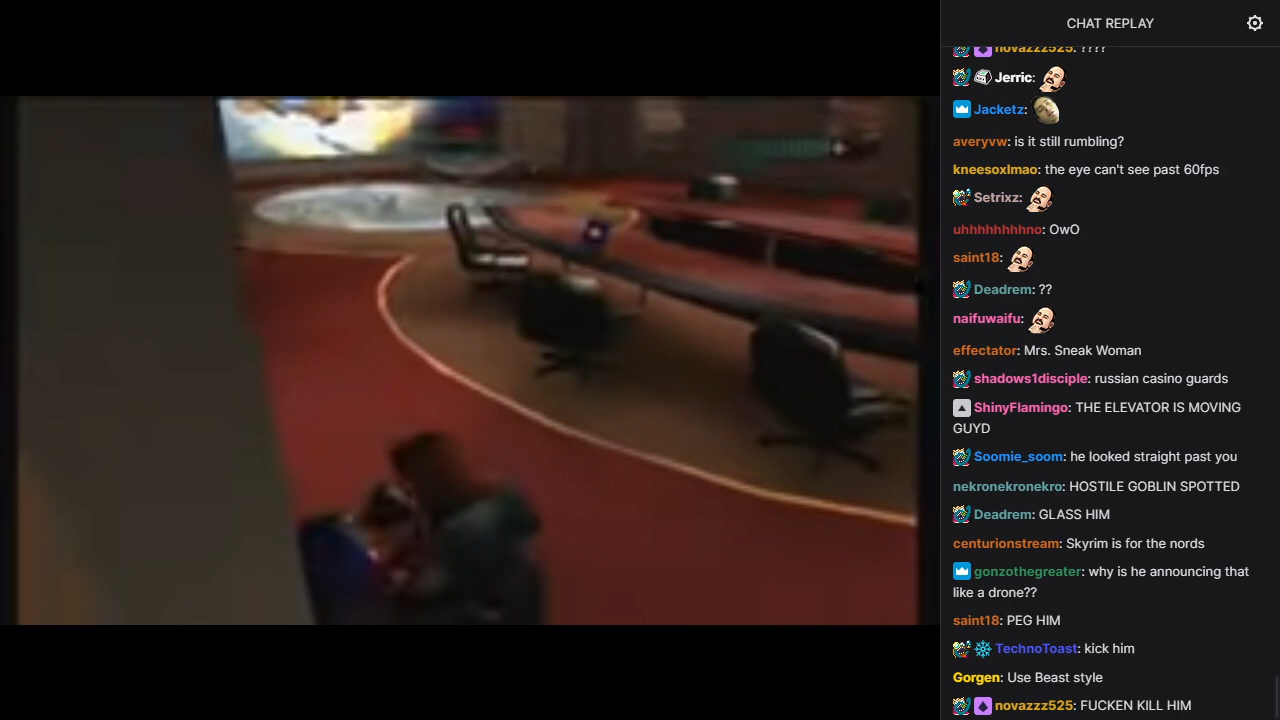 CHAT REPLAY
novazzz525: ????
Jerric:
Jacketz:
averyvw: is it still rumbling?
kneesoxlmao: the eye can't see past 60fps
Setrixz:
uhhhhhhhhno: OwO
saint18:
Deadrem: ??
naifuwaifu:
effectator: Mrs. Sneak Woman
shadows1disciple: russian casino guards
ShinyFlamingo: THE ELEVATOR IS MOVING
GUYD
Soomie_soom: he looked straight past you
nekronekronekro: HOSTILE GOBLIN SPOTTED
Deadrem: GLASS HIM
centurionstream: Skyrim is for the nords
gonzothegreater: why is he announcing that
like a drone??
saint18: PEG HIM
TechnoToast: kick him
Gorgen: Use Beast style
novazzz525: FUCKEN KILL HIM